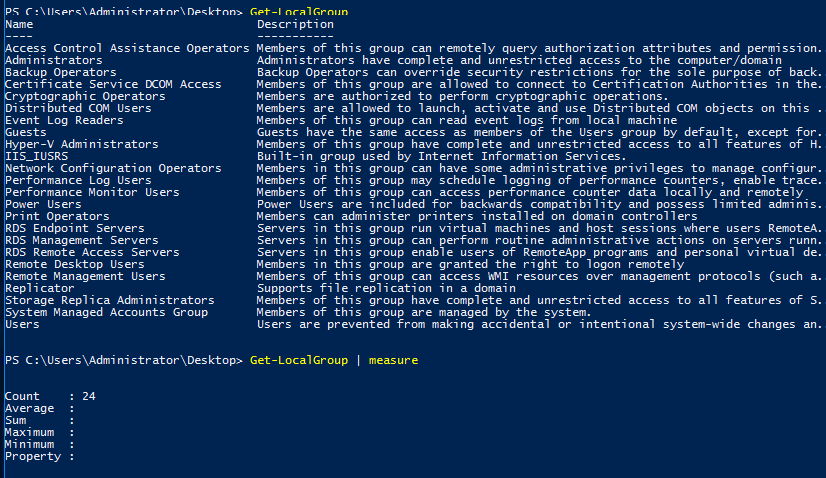 PS C:\Users\Administrator\Desktop> Get-LocalGroup
Name Description
---- -----------
Access Control Assistance Operators Members of this group can remotely query authorization attributes and permission.
Administrators Administrators have complete and unrestricted access to the computer/domain
Backup Operators Backup Operators can override security restrictions for the sole purpose of back.
Certificate Service DCOM Access Members of this group are allowed to connect to Certification Authorities in the.
Cryptographic Operators Members are authorized to perform cryptographic operations.
Distributed COM Users Members are allowed to launch, activate and use Distributed COM objects on this .
Event Log Readers Members of this group can read event logs from local machine
Guests Guests have the same access as members of the Users group by default, except for.
Hyper-V Administrators Members of this group have complete and unrestricted access to all features of H.
IIS_IUSRS Built-in group used by Internet Information Services.
Network Configuration Operators Members in this group can have some administrative privileges to manage configur.
Performance Log Users Members of this group may schedule logging of performance counters, enable trace.
Performance Monitor Users Members of this group can access performance counter data locally and remotely
Power Users Power Users are included for backwards compatibility and possess limited adminis.
Print Operators Members can administer printers installed on domain controllers
RDS Endpoint Servers Servers in this group run virtual machines and host sessions where users RemoteA.
RDS Management Servers Servers in this group can perform routine administrative actions on servers runn.
RDS Remote Access Servers Servers in this group enable users of RemoteApp programs and personal virtual de.
Remote Desktop Users Members in this group are granted the right to logon remotely
Remote Management Users Members of this group can access WMI resources over management protocols (such a.
Replicator Supports file replication in a domain
Storage Replica Administrators Members of this group have complete and unrestricted access to all features of S.
System Managed Accounts Group Members of this group are managed by the system.
Users Users are prevented from making accidental or intentional system-wide changes an.
PS C:\Users\Administrator\Desktop> Get-LocalGroup | measure
Count : 24
Average :
Sum :
Maximum :
Minimum :
Property :